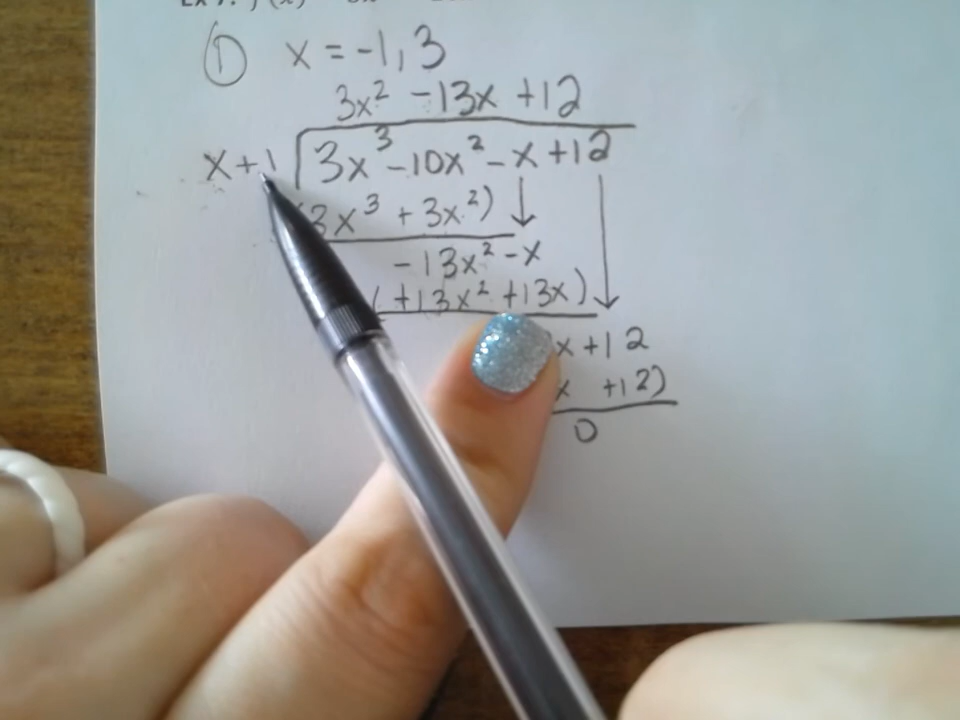 ① x = -1, 3
3x² -13x +12
x+1 3x³ -10x² - x +12
(3x³ + 3x²)
-13x² - x
(+13x² +13x)
x +12
x +12)
0